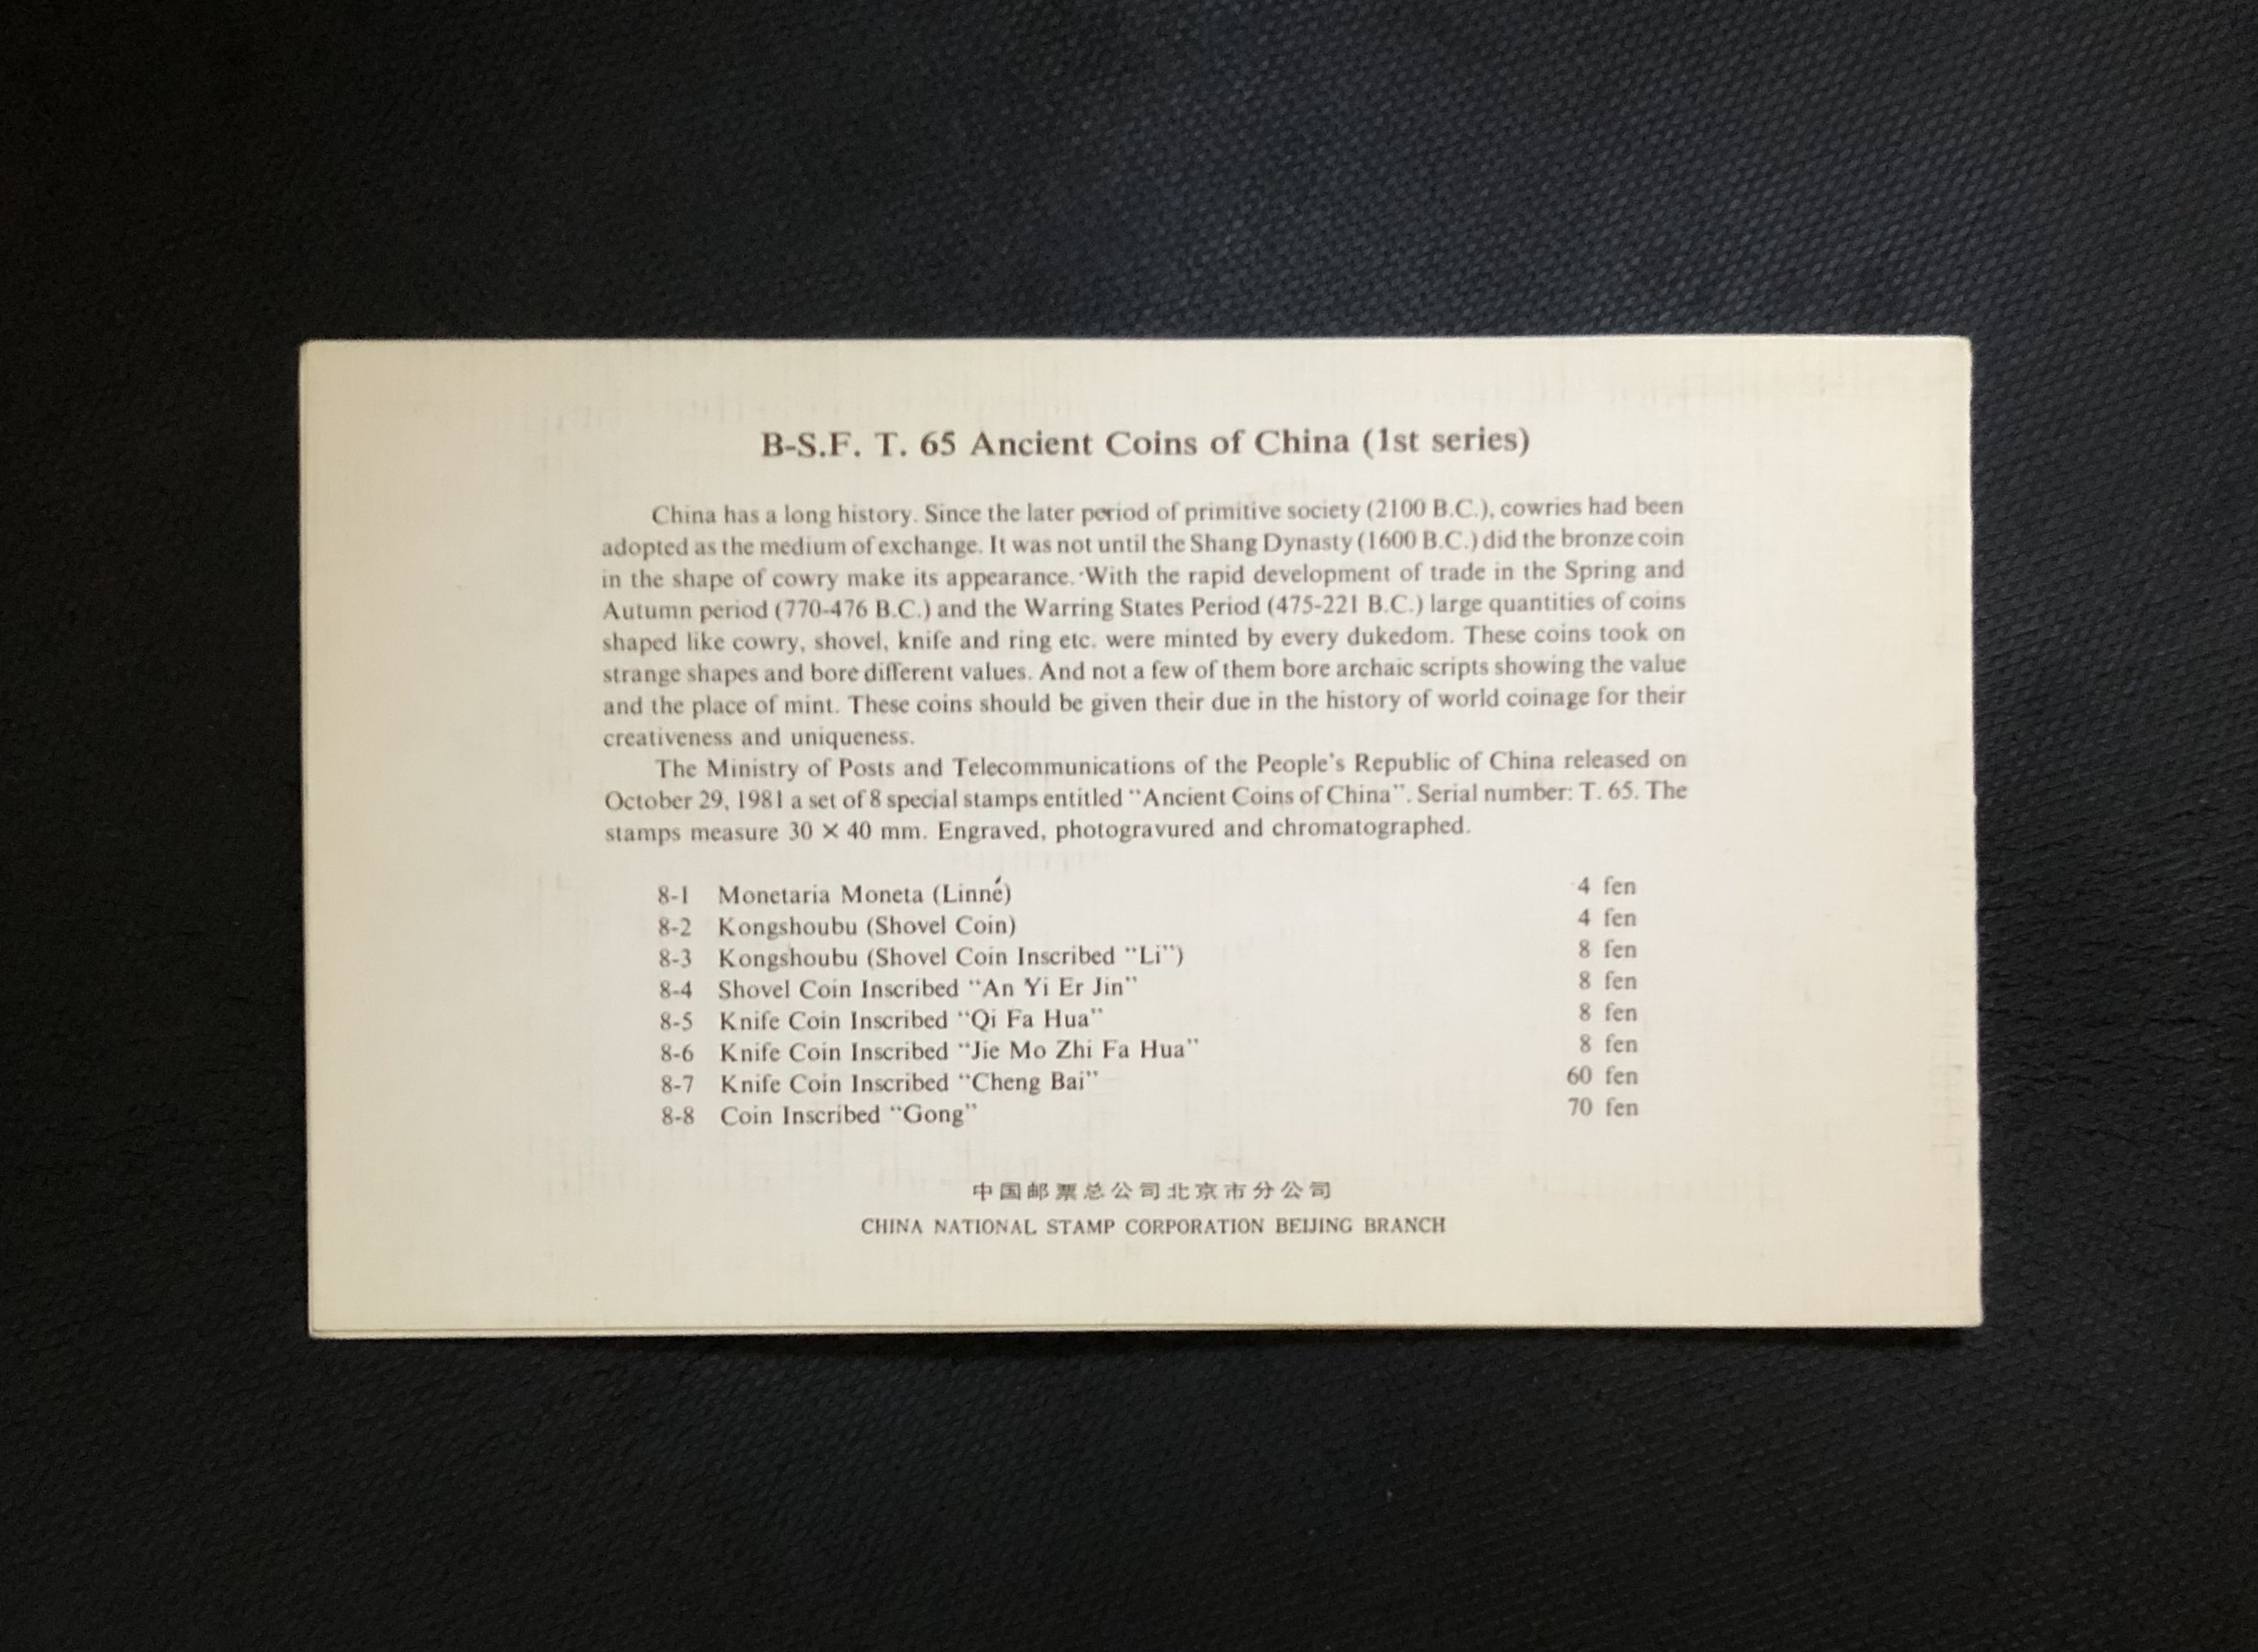 B-S.F. T. 65 Ancient Coins of China (1st series)
China has a long history. Since the later period of primitive society (2100 B.C.), cowries had been
adopted as the medium of exchange. It was not until the Shang Dynasty (1600 B.C.) did the bronze coin
in the shape of cowry make its appearance. With the rapid development of trade in the Spring and
Autumn period (770-476 B.C.) and the Warring States Period (475-221 B.C.) large quantities of coins
shaped like cowry, shovel, knife and ring etc. were minted by every dukedom. These coins took on
strange shapes and bore different values. And not a few of them bore archaic scripts showing the value
and the place of mint. These coins should be given their due in the history of world coinage for their
creativeness and uniqueness.
The Ministry of Posts and Telecommunications of the People's Republic of China released on
October 29, 1981 a set of 8 special stamps entitled "Ancient Coins of China". Serial number: T. 65. The
stamps measure 30 × 40 mm. Engraved, photogravured and chromatographed.
8-1 Monetaria Moneta (Linné) 4 fen
8-2 Kongshoubu (Shovel Coin) 4 fen
8-3 Kongshoubu (Shovel Coin Inscribed "Li") 8 fen
8-4 Shovel Coin Inscribed "An Yi Er Jin" 8 fen
8-5 Knife Coin Inscribed "Qi Fa Hua" 8 fen
8-6 Knife Coin Inscribed "Jie Mo Zhi Fa Hua" 8 fen
8-7 Knife Coin Inscribed "Cheng Bai" 60 fen
8-8 Coin Inscribed "Gong" 70 fen
中国邮票总公司北京市分公司
CHINA NATIONAL STAMP CORPORATION BEIJING BRANCH